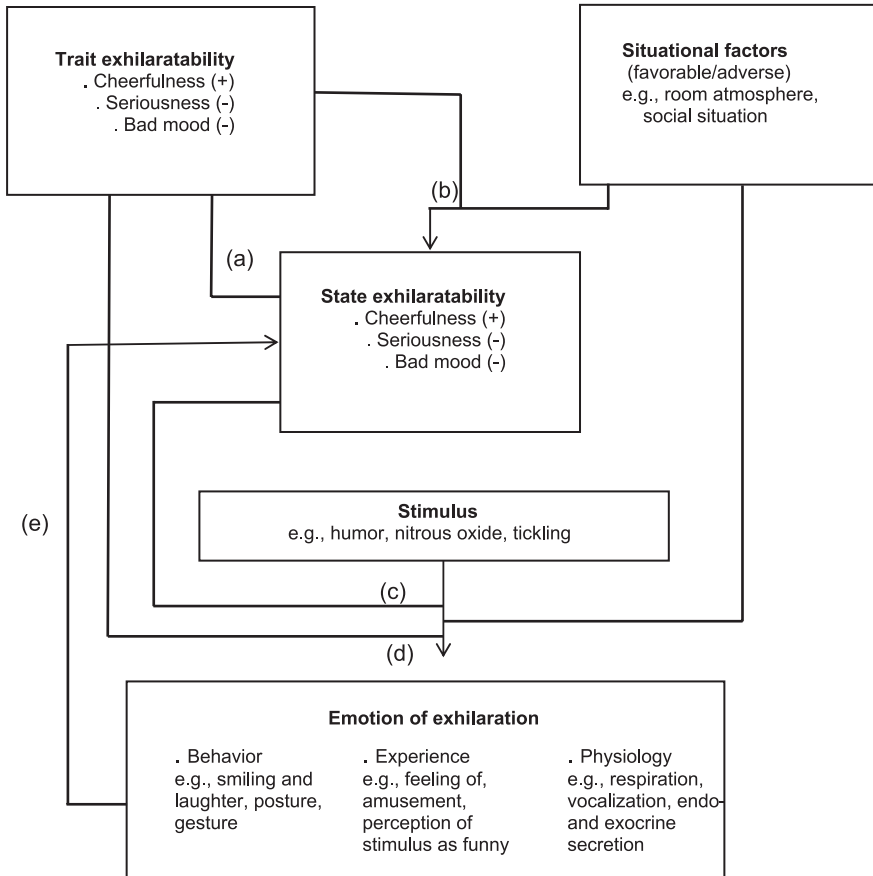 Trait exhilaratability
. Cheerfulness (+)
. Seriousness (-)
. Bad mood (-)
Situational factors
(favorable/adverse)
e.g., room atmosphere,
social situation
(b)
(a)
State exhilaratability
. Cheerfulness (+)
. Seriousness (-)
. Bad mood (-)
(e)
Stimulus
e.g., humor, nitrous oxide, tickling
(c)
(d)
Emotion of exhilaration
. Behavior
e.g., smiling and
laughter, posture,
gesture
. Experience
e.g., feeling of,
amusement,
perception of
stimulus as funny
. Physiology
e.g., respiration,
vocalization, endo-
and exocrine
secretion